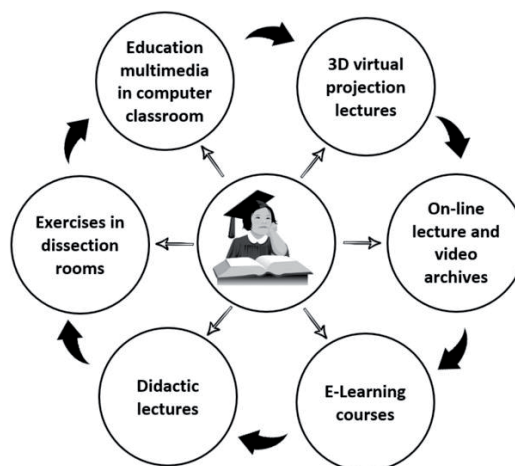 Education
multimedia
in computer
classroom
3D virtual
projection
lectures
On-line
lecture and
video
archives
E-Learning
courses
Didactic
lectures
Exercises in
dissection
rooms